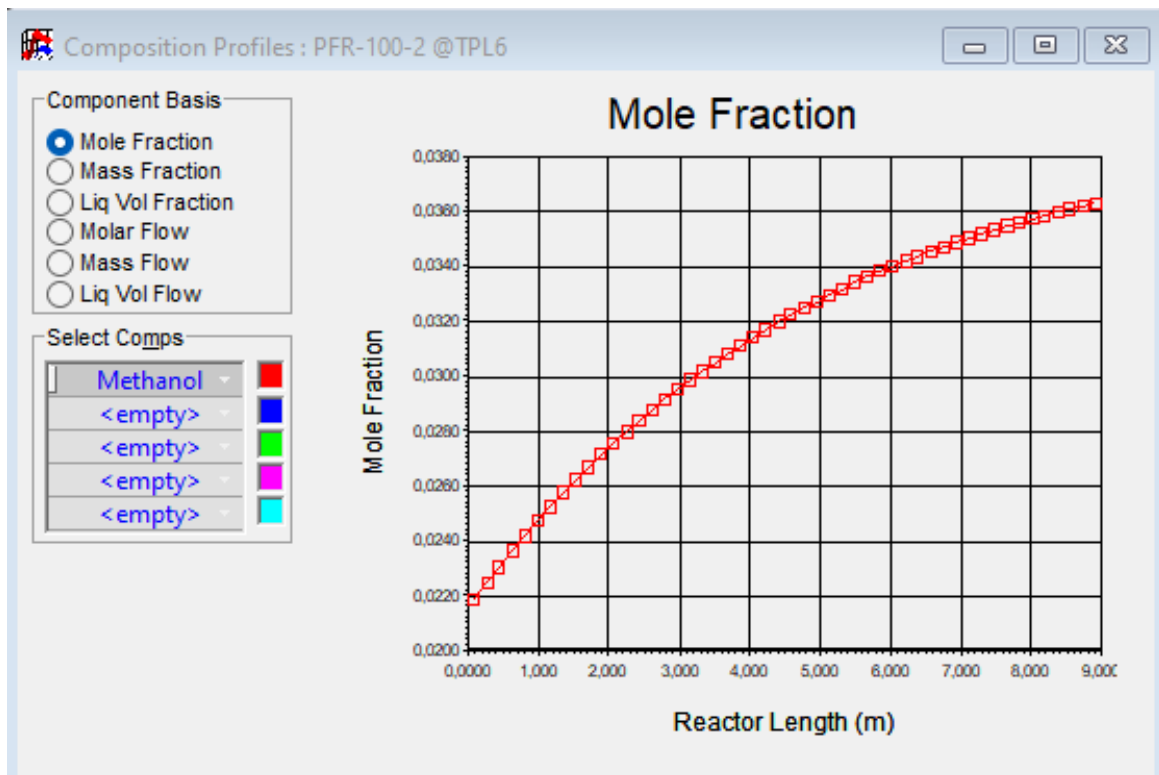 Composition Profiles : PFR-100-2 @TPL6
Component Basis
Mole Fraction
Mass Fraction
Liq Vol Fraction
Molar Flow
Mass Flow
Liq Vol Flow
Select Comps
Methanol
<empty>
<empty>
<empty>
<empty>
Mole Fraction
Mole Fraction
0,0380
0,0360
0,0340
0,0320
0,0300
0,0280
0,0260
0,0240
0,0220
0,0200
0,0000 1,000 2,000 3,000 4,000 5,000 6,000 7,000 8,000 9,000
Reactor Length (m)